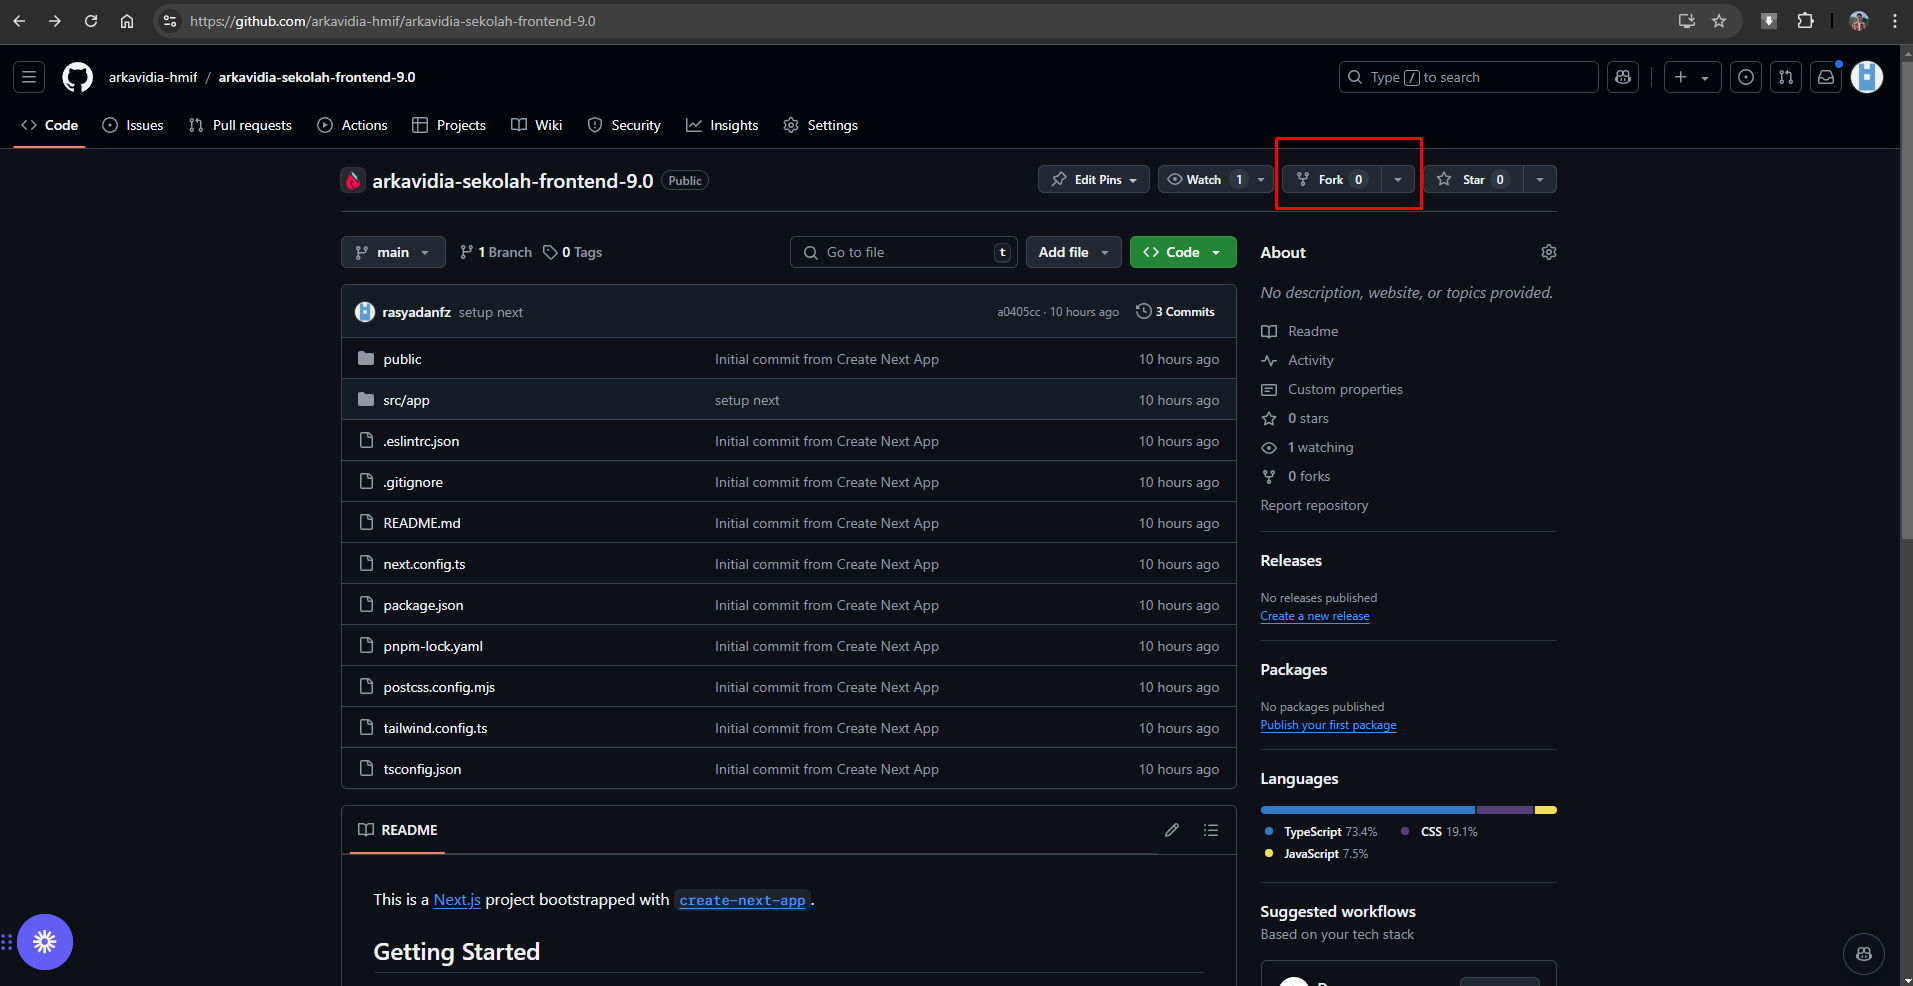 https://github.com/arkavidia-hmif/arkavidia-sekolah-frontend-9.0
arkavidia-hmif / arkavidia-sekolah-frontend-9.0
Type / to search
Code Issues Pull requests Actions Projects Wiki Security Insights Settings
arkavidia-sekolah-frontend-9.0 Public
Edit Pins Watch 1 Fork 0 Star 0
main 1 Branch 0 Tags Go to file t Add file Code
rasyadanfz setup next a0405cc · 10 hours ago 3 Commits
public Initial commit from Create Next App 10 hours ago
src/app setup next 10 hours ago
.eslintrc.json Initial commit from Create Next App 10 hours ago
.gitignore Initial commit from Create Next App 10 hours ago
README.md Initial commit from Create Next App 10 hours ago
next.config.ts Initial commit from Create Next App 10 hours ago
package.json Initial commit from Create Next App 10 hours ago
pnpm-lock.yaml Initial commit from Create Next App 10 hours ago
postcss.config.mjs Initial commit from Create Next App 10 hours ago
tailwind.config.ts Initial commit from Create Next App 10 hours ago
tsconfig.json Initial commit from Create Next App 10 hours ago
README
This is a Next.js project bootstrapped with create-next-app.
Getting Started
About
No description, website, or topics provided.
Readme
Activity
Custom properties
0 stars
1 watching
0 forks
Report repository
Releases
No releases published
Create a new release
Packages
No packages published
Publish your first package
Languages
TypeScript 73.4% CSS 19.1%
JavaScript 7.5%
Suggested workflows
Based on your tech stack